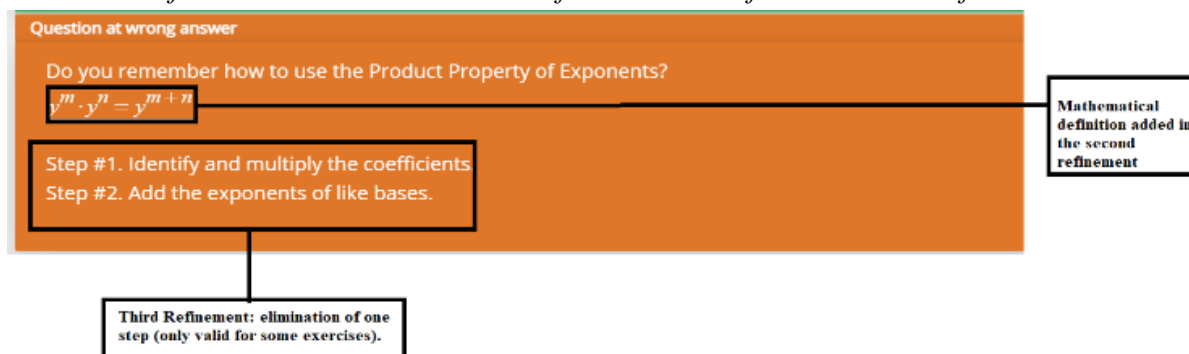 Question at wrong answer
Do you remember how to use the Product Property of Exponents?
y^m · y^n = y^{m+n}
Mathematical
definition added in
the second
refinement
Step #1. Identify and multiply the coefficients
Step #2. Add the exponents of like bases.
Third Refinement: elimination of one
step (only valid for some exercises).